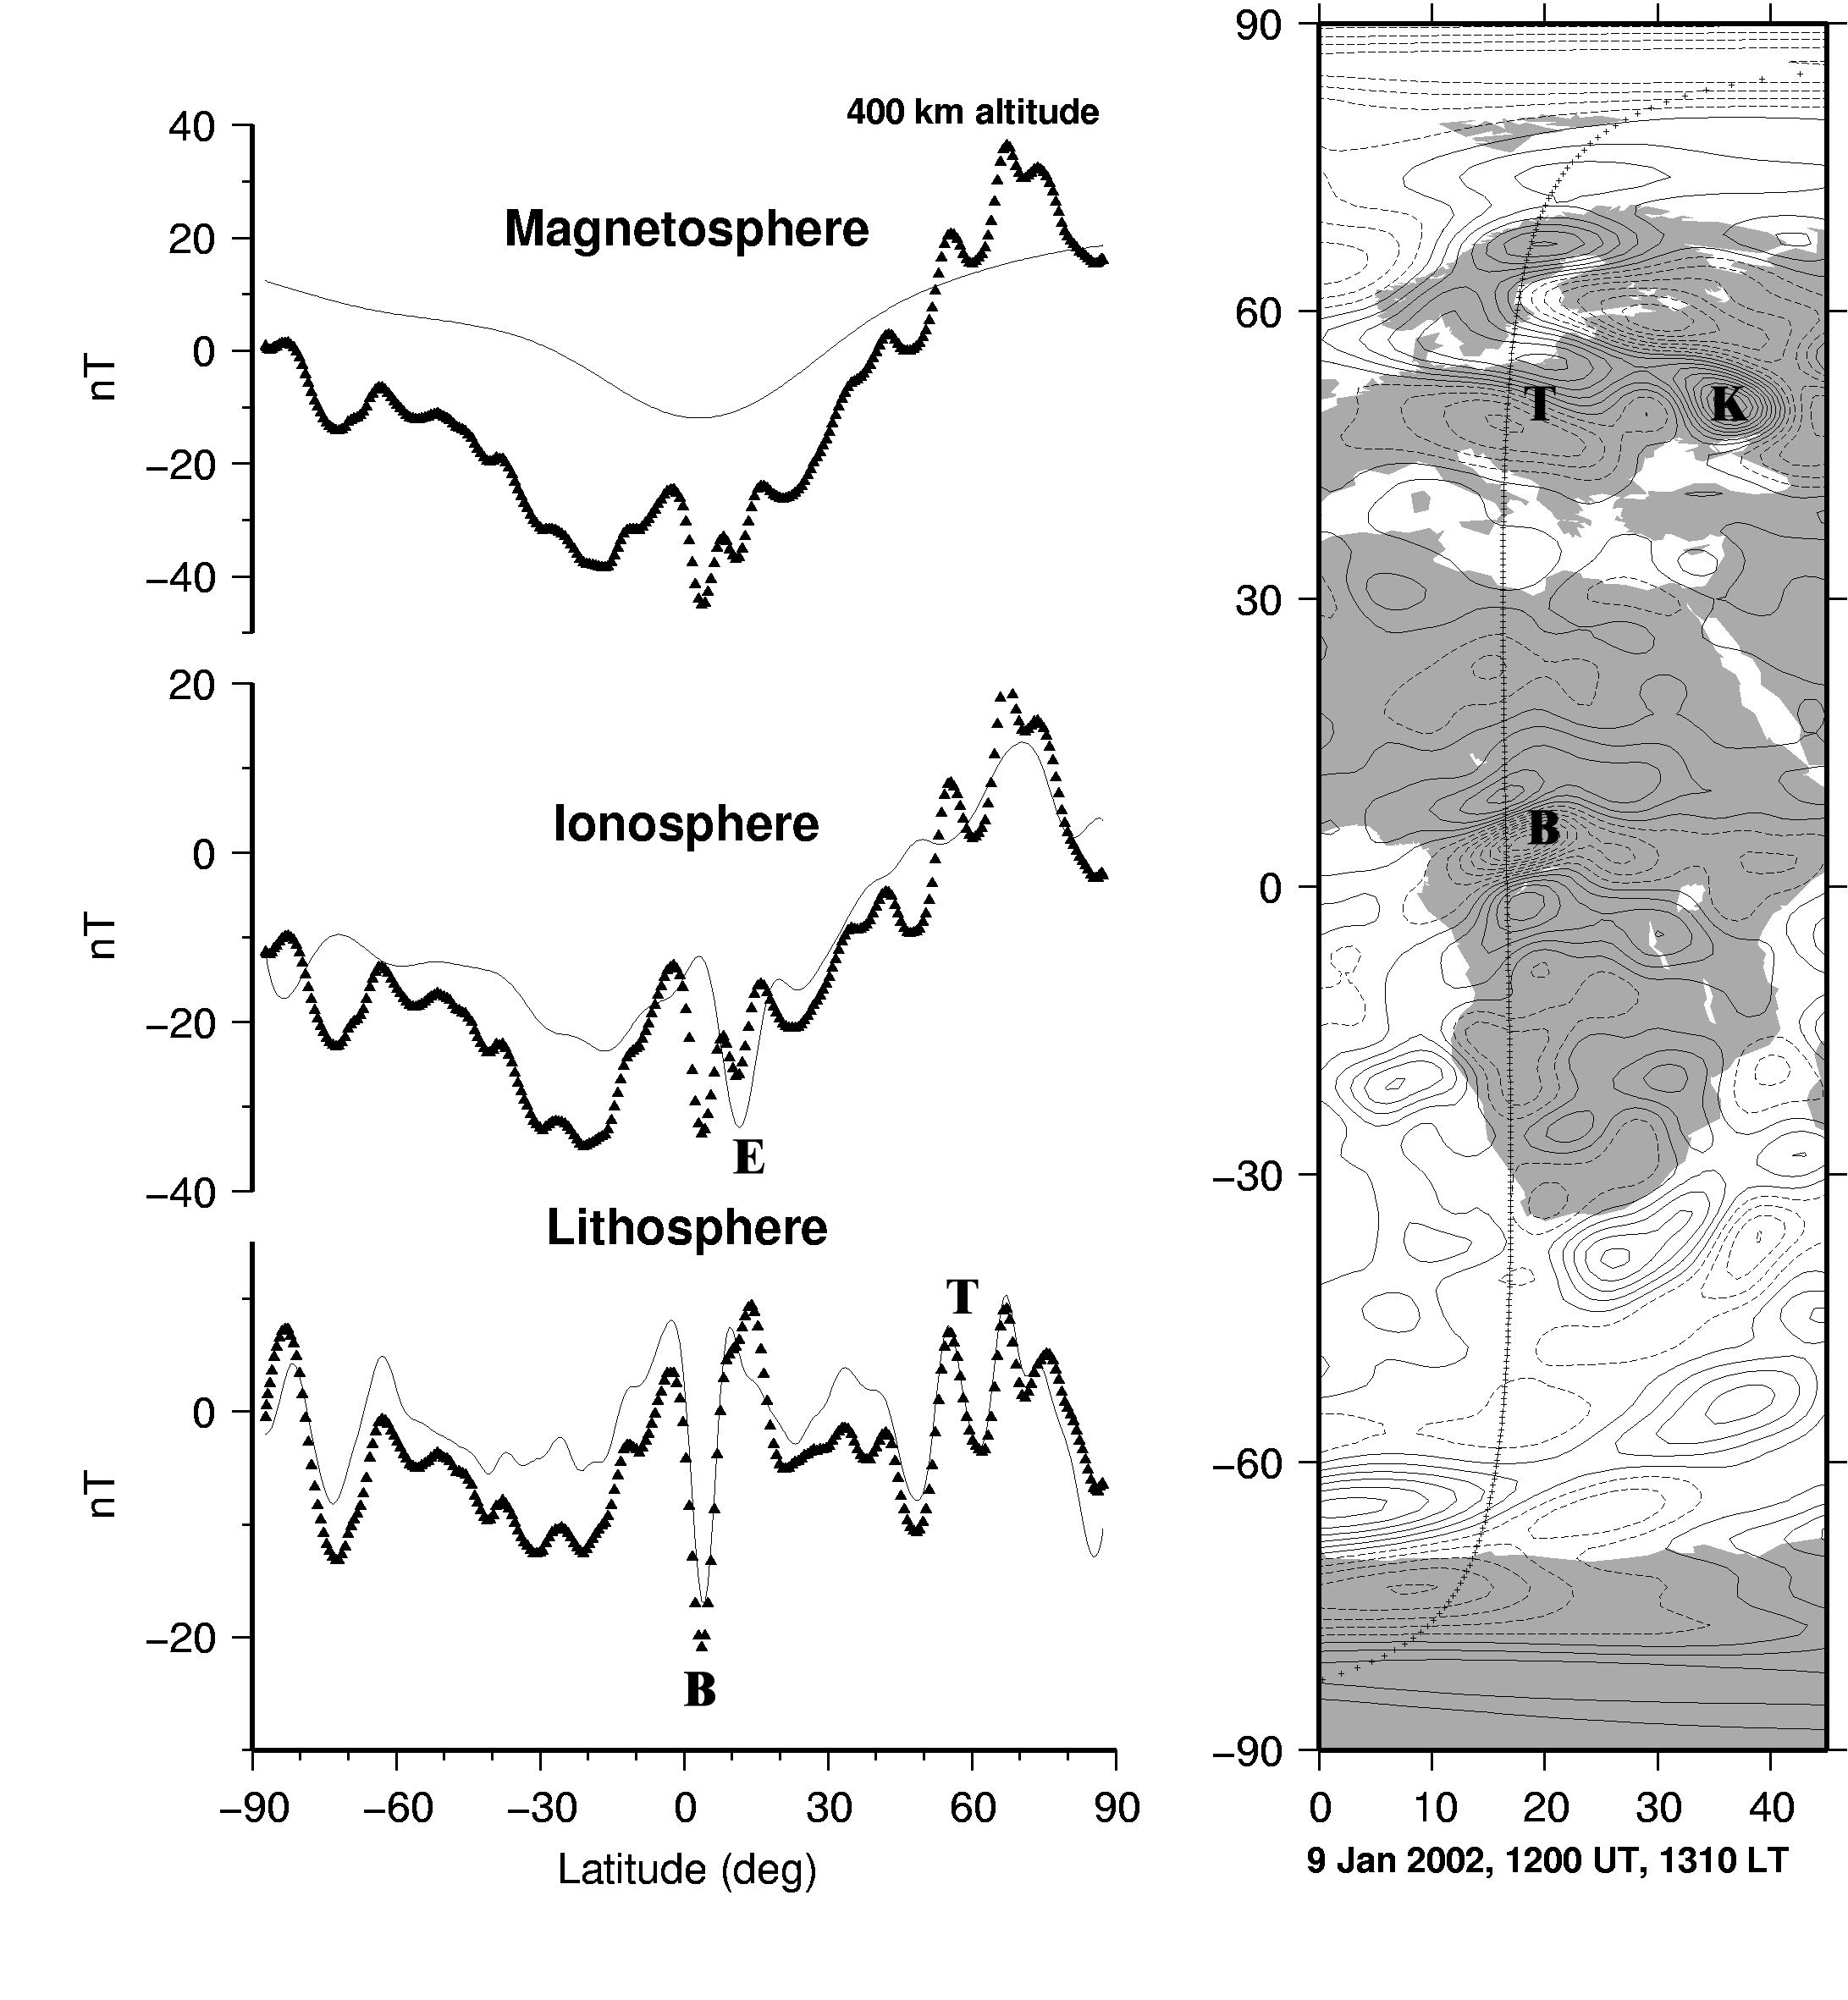 400 km altitude
Magnetosphere
40
20
0
−20
−40
nT
Ionosphere
20
0
−20
−40
nT
E
Lithosphere
T
0
−20
nT
B
−90
−60
−30
0
30
60
90
Latitude (deg)
90
60
30
0
−30
−60
−90
T
K
B
0
10
20
30
40
9 Jan 2002, 1200 UT, 1310 LT